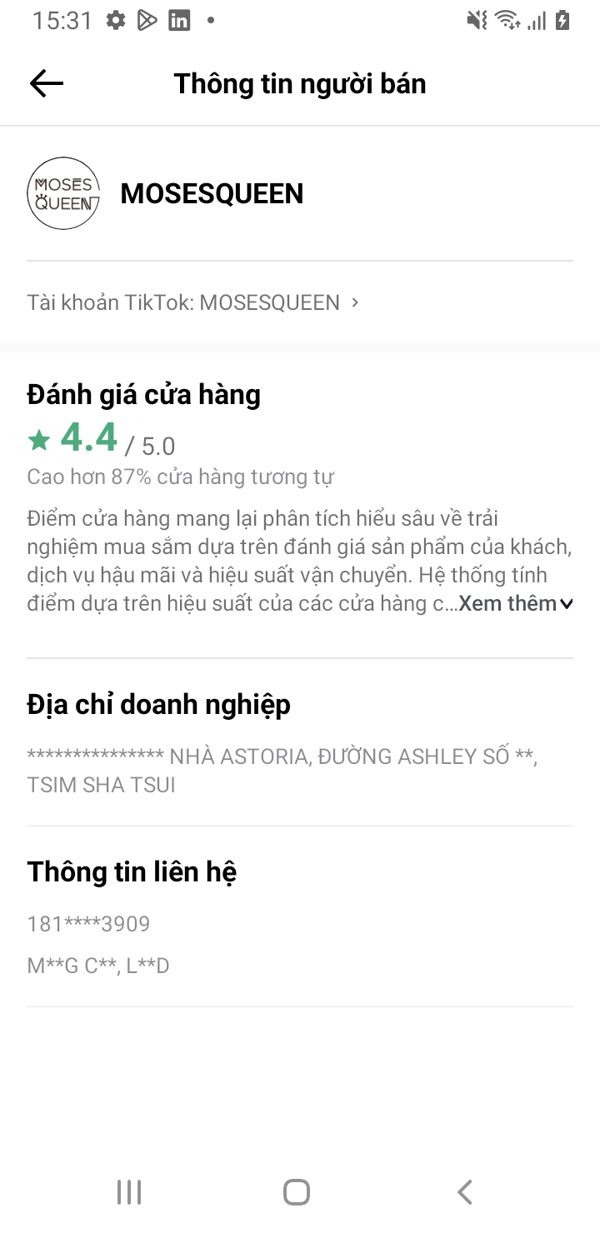 15:31
Thông tin người bán
MOSES
QUEEN
MOSESQUEEN
Tài khoản TikTok: MOSESQUEEN
Đánh giá cửa hàng
4.4 / 5.0
Cao hơn 87% cửa hàng tương tự
Điểm cửa hàng mang lại phân tích hiểu sâu về trải
nghiệm mua sắm dựa trên đánh giá sản phẩm của khách,
dịch vụ hậu mãi và hiệu suất vận chuyển. Hệ thống tính
điểm dựa trên hiệu suất của các cửa hàng c...Xem thêm
Địa chỉ doanh nghiệp
*************** NHÀ ASTORIA, ĐƯỜNG ASHLEY SỐ **,
TSIM SHA TSUI
Thông tin liên hệ
181****3909
M**G C**, L**D